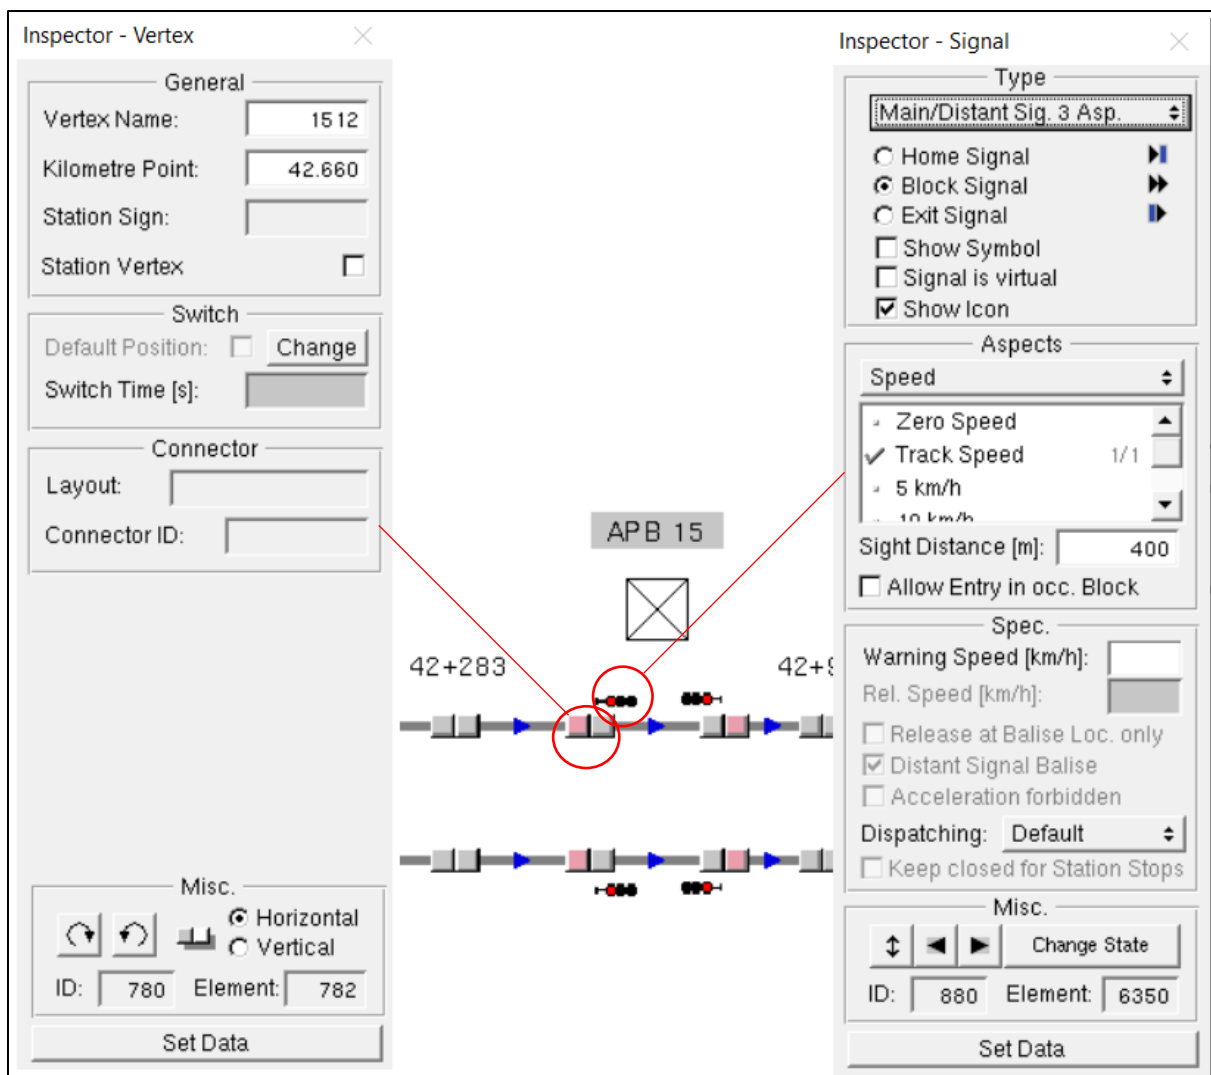 Inspector - Vertex
General
Vertex Name: 1512
Kilometre Point: 42.660
Station Sign:
Station Vertex
Switch
Default Position: Change
Switch Time [s]:
Connector
Layout:
Connector ID:
Misc.
Horizontal
Vertical
ID: 780 Element: 782
Set Data
APB 15
42+283
42+9
Inspector - Signal
Type
Main/Distant Sig. 3 Asp.
Home Signal
Block Signal
Exit Signal
Show Symbol
Signal is virtual
Show Icon
Aspects
Speed
Zero Speed
Track Speed 1/1
5 km/h
10 km/h
Sight Distance [m]: 400
Allow Entry in occ. Block
Spec.
Warning Speed [km/h]:
Rel. Speed [km/h]:
Release at Balise Loc. only
Distant Signal Balise
Acceleration forbidden
Dispatching: Default
Keep closed for Station Stops
Misc.
Change State
ID: 880 Element: 6350
Set Data